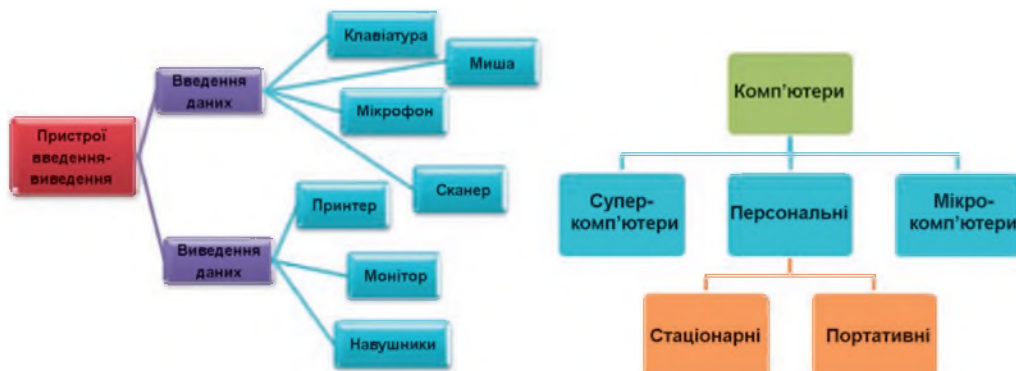 Пристрої
введення-
виведення
Введення
даних
Клавіатура
Миша
Мікрофон
Сканер
Виведення
даних
Принтер
Монітор
Навушники
Комп’ютери
Супер-
комп’ютери
Персональні
Мікро-
комп’ютери
Стаціонарні
Портативні